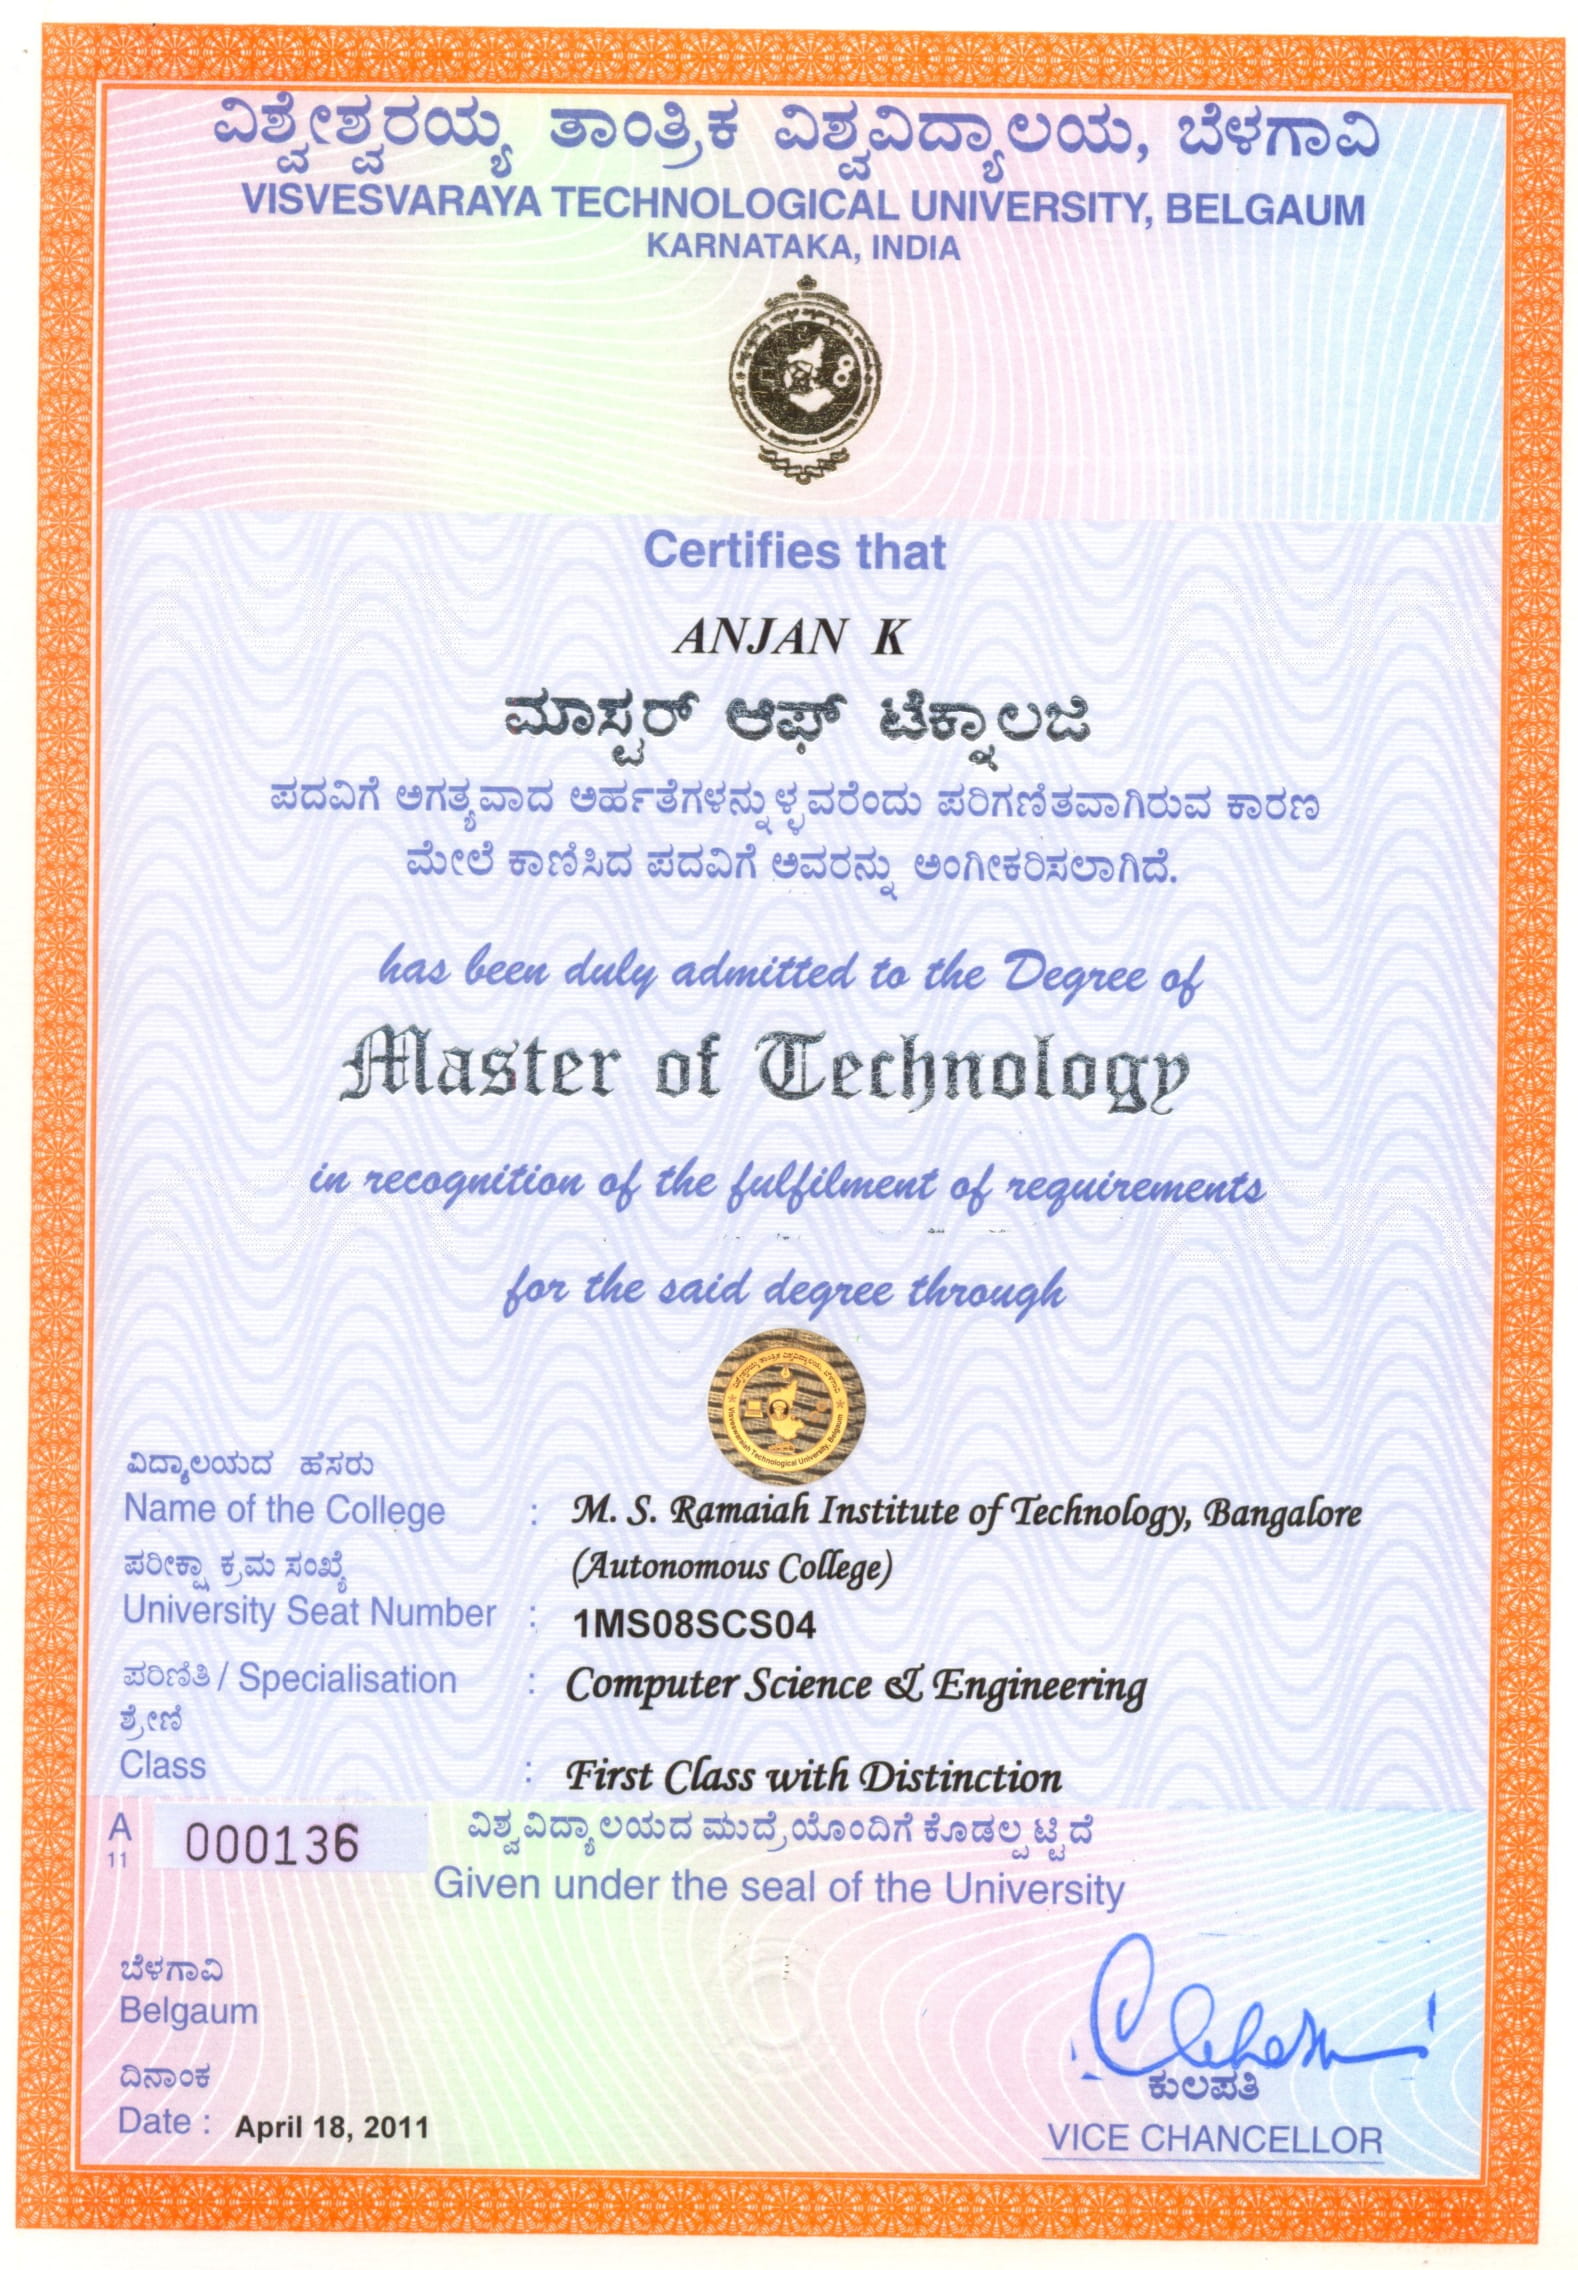 ವಿಶ್ವೇಶ್ವರಯ್ಯ ತಾಂತ್ರಿಕ ವಿಶ್ವವಿದ್ಯಾಲಯ, ಬೆಳಗಾವಿ
VISVESVARAYA TECHNOLOGICAL UNIVERSITY, BELGAUM
KARNATAKA, INDIA
Certifies that
ANJAN K
ಮಾಸ್ಟರ್ ಆಫ್ ಟೆಕ್ನಾಲಜಿ
ಪದವಿಗೆ ಅಗತ್ಯವಾದ ಅರ್ಹತೆಗಳನ್ನುಳ್ಳವರೆಂದು ಪರಿಗಣಿತವಾಗಿರುವ ಕಾರಣ
ಮೇಲೆ ಕಾಣಿಸಿದ ಪದವಿಗೆ ಅವರನ್ನು ಅಂಗೀಕರಿಸಲಾಗಿದೆ.
has been duly admitted to the Degree of
Master of Technology
in recognition of the fulfilment of requirements
for the said degree through
ವಿದ್ಯಾಲಯದ ಹೆಸರು
Name of the College : M. S. Ramaiah Institute of Technology, Bangalore
(Autonomous College)
ಪರೀಕ್ಷಾ ಕ್ರಮ ಸಂಖ್ಯೆ
University Seat Number : 1MS08SCS04
ಪರಿಣಿತಿ / Specialisation : Computer Science & Engineering
ಶ್ರೇಣಿ
Class : First Class with Distinction
A 11 000136
ವಿಶ್ವವಿದ್ಯಾಲಯದ ಮುದ್ರೆಯೊಂದಿಗೆ ಕೊಡಲ್ಪಟ್ಟಿದೆ
Given under the seal of the University
ಬೆಳಗಾವಿ
Belgaum
ದಿನಾಂಕ
Date : April 18, 2011
ಕುಲಪತಿ
VICE CHANCELLOR